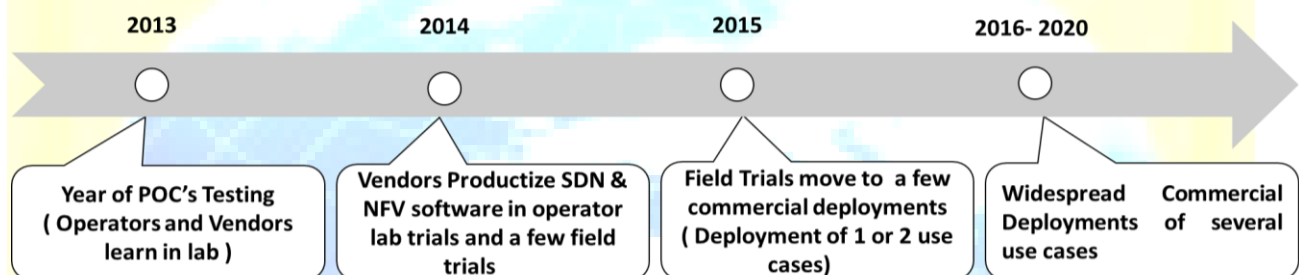 2013
2014
2015
2016- 2020
Year of POC’s Testing
( Operators and Vendors
learn in lab )
Vendors Productize SDN &
NFV software in operator
lab trials and a few field
trials
Field Trials move to a few
commercial deployments
( Deployment of 1 or 2 use
cases)
Widespread Commercial
Deployments of several
use cases